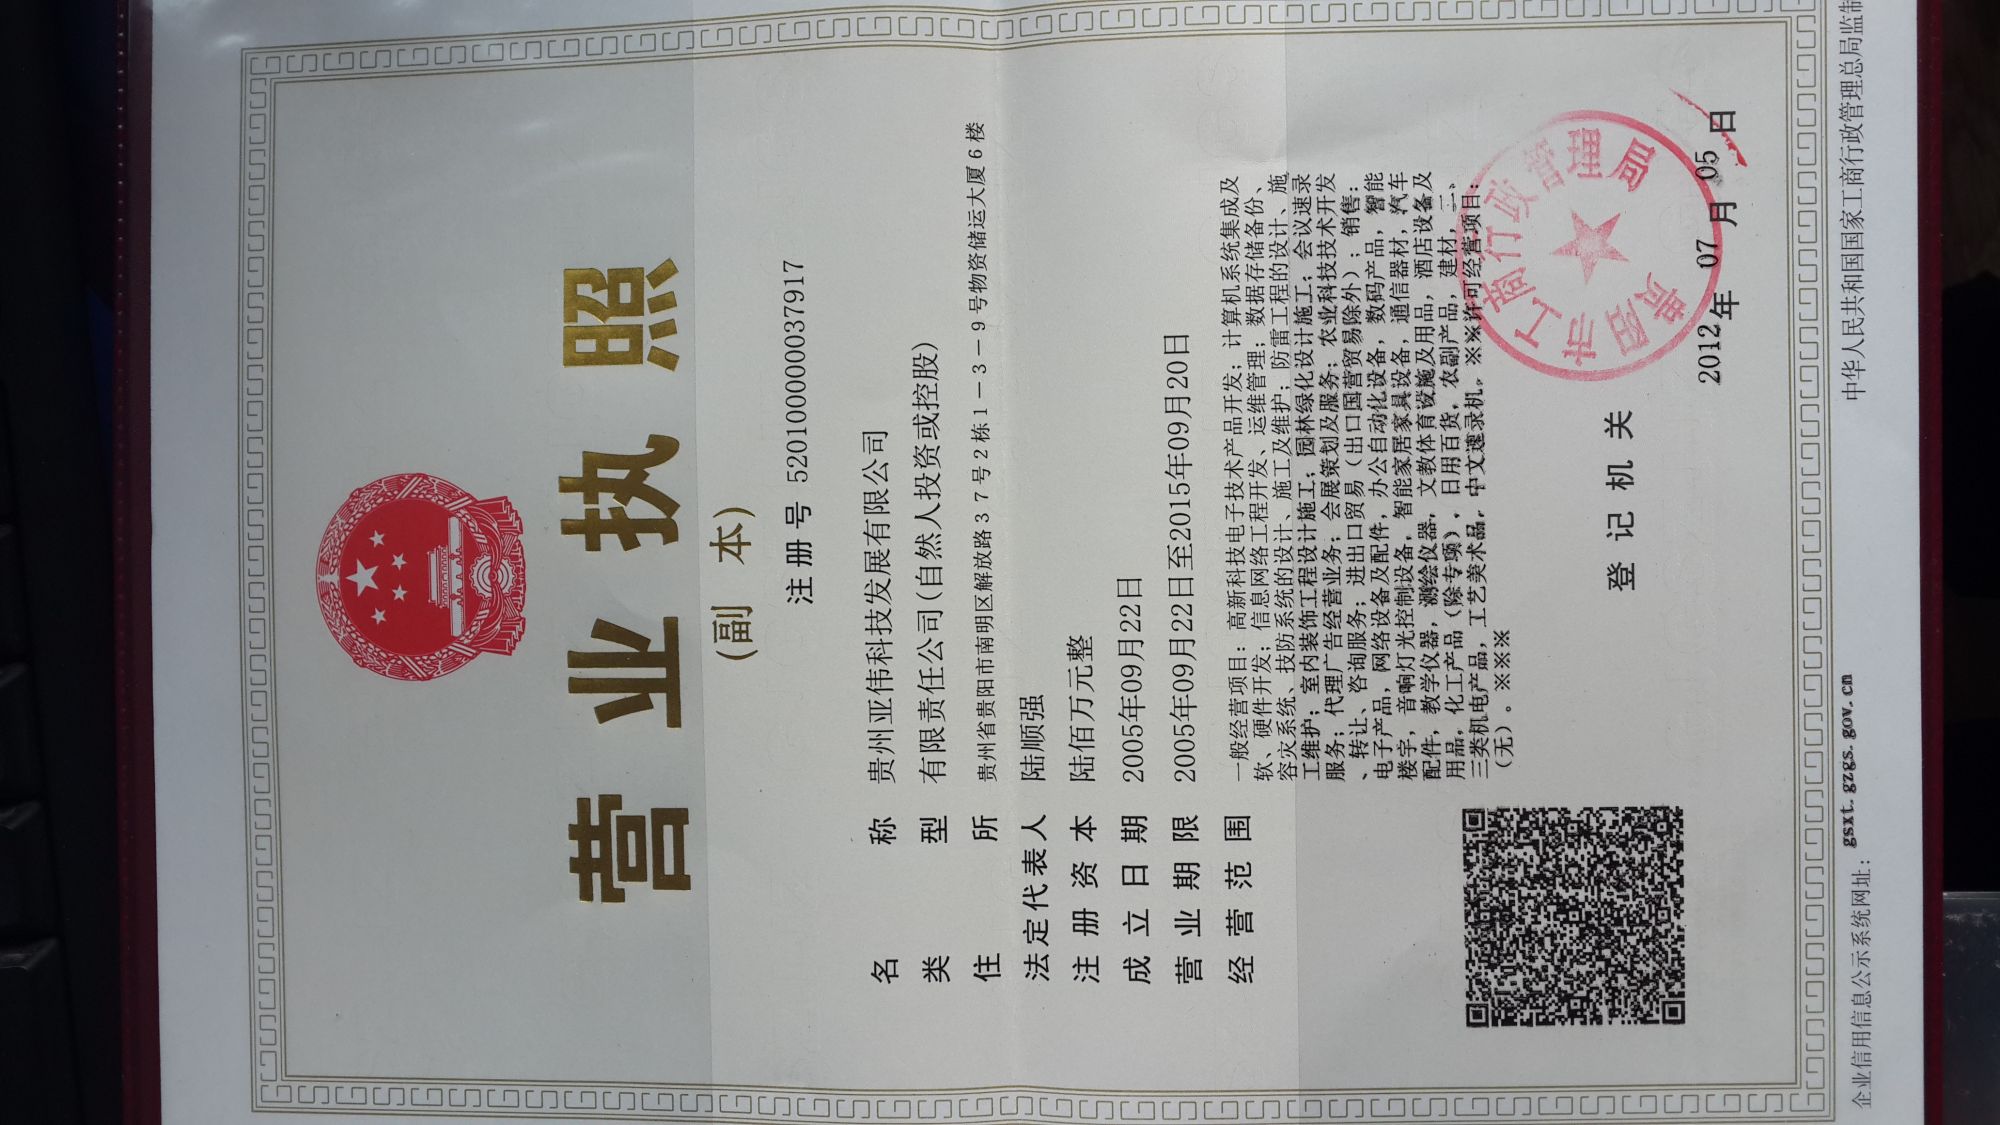 营业执照
(副 本)
注册号 520100000037917
名称 贵州亚伟科技发展有限公司
类型 有限责任公司(自然人投资或控股)
住所 贵州省贵阳市南明区解放路37号2栋1-3-9号物资储运大厦6楼
法定代表人 陆顺强
注册资本 陆佰万元整
成立日期 2005年09月22日
营业期限 2005年09月22日至2015年09月20日
经营范围 一般经营项目：高新科技电子技术产品开发；计算机系统集成及
软、硬件开发；信息网络工程开发、运维管理；数据存储备份、
容灾系统、技防系统的设计、施工及维护；防雷工程的设计、施
工维护；室内装饰工程设计施工；园林绿化设计施工；会议速录
服务；代理广告经营业务；会展策划及服务；农业科技技术开发
、转让、咨询服务；进出口贸易（出口国营贸易除外）；销售：
电子产品，网络设备及配件，办公自动化设备，数码产品，智能
楼宇，音响灯光控制设备，智能家居家具设备，通信器材，汽车
配件，教学仪器，测绘仪器，文教体育设施及用品，酒店设备及
用品，化工产品（除专项），日用百货，农副产品，建材，二、
三类机电产品，工艺美术品，中文速录机。※※许可经营项目：
（无）。※※※
登记机关
贵阳市工商行政管理局
2012年07月05日
企业信用信息公示系统网址：gsxt.gzgs.gov.cn
中华人民共和国国家工商行政管理总局监制